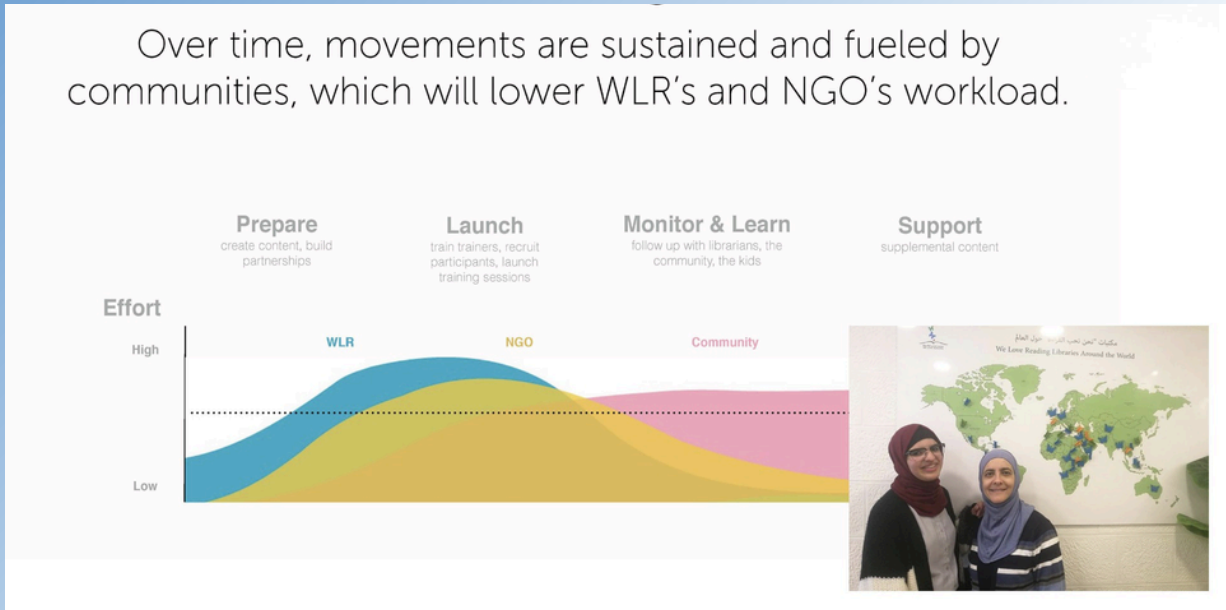 Over time, movements are sustained and fueled by
communities, which will lower WLR’s and NGO’s workload.
Prepare
create content, build
partnerships
Launch
train trainers, recruit
participants, launch
training sessions
Monitor & Learn
follow up with librarians, the
community, the kids
Support
supplemental content
Effort
High
Low
WLR
NGO
Community
مكتبات "نحن نحب القراءة" حول العالم
We Love Reading Libraries Around the World